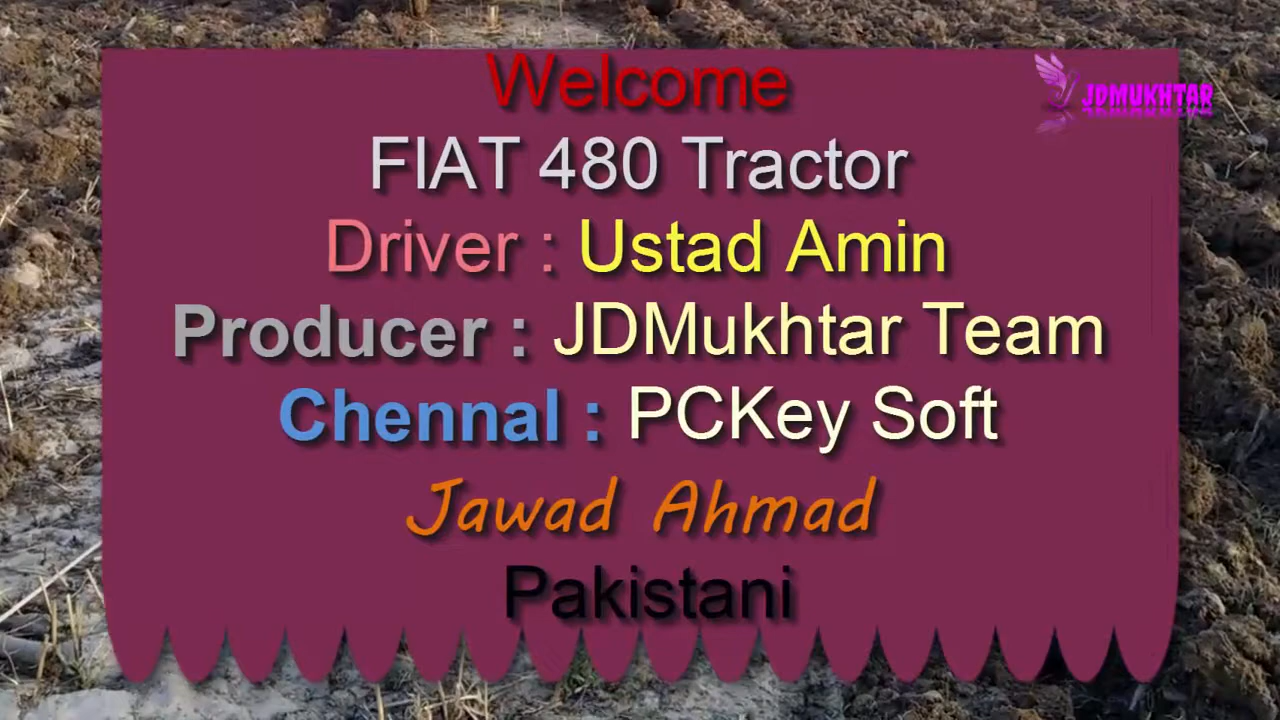 Welcome
JDMUKHTAR
FIAT 480 Tractor
Driver : Ustad Amin
Producer : JDMukhtar Team
Chennal : PCKey Soft
Jawad Ahmad
Pakistani